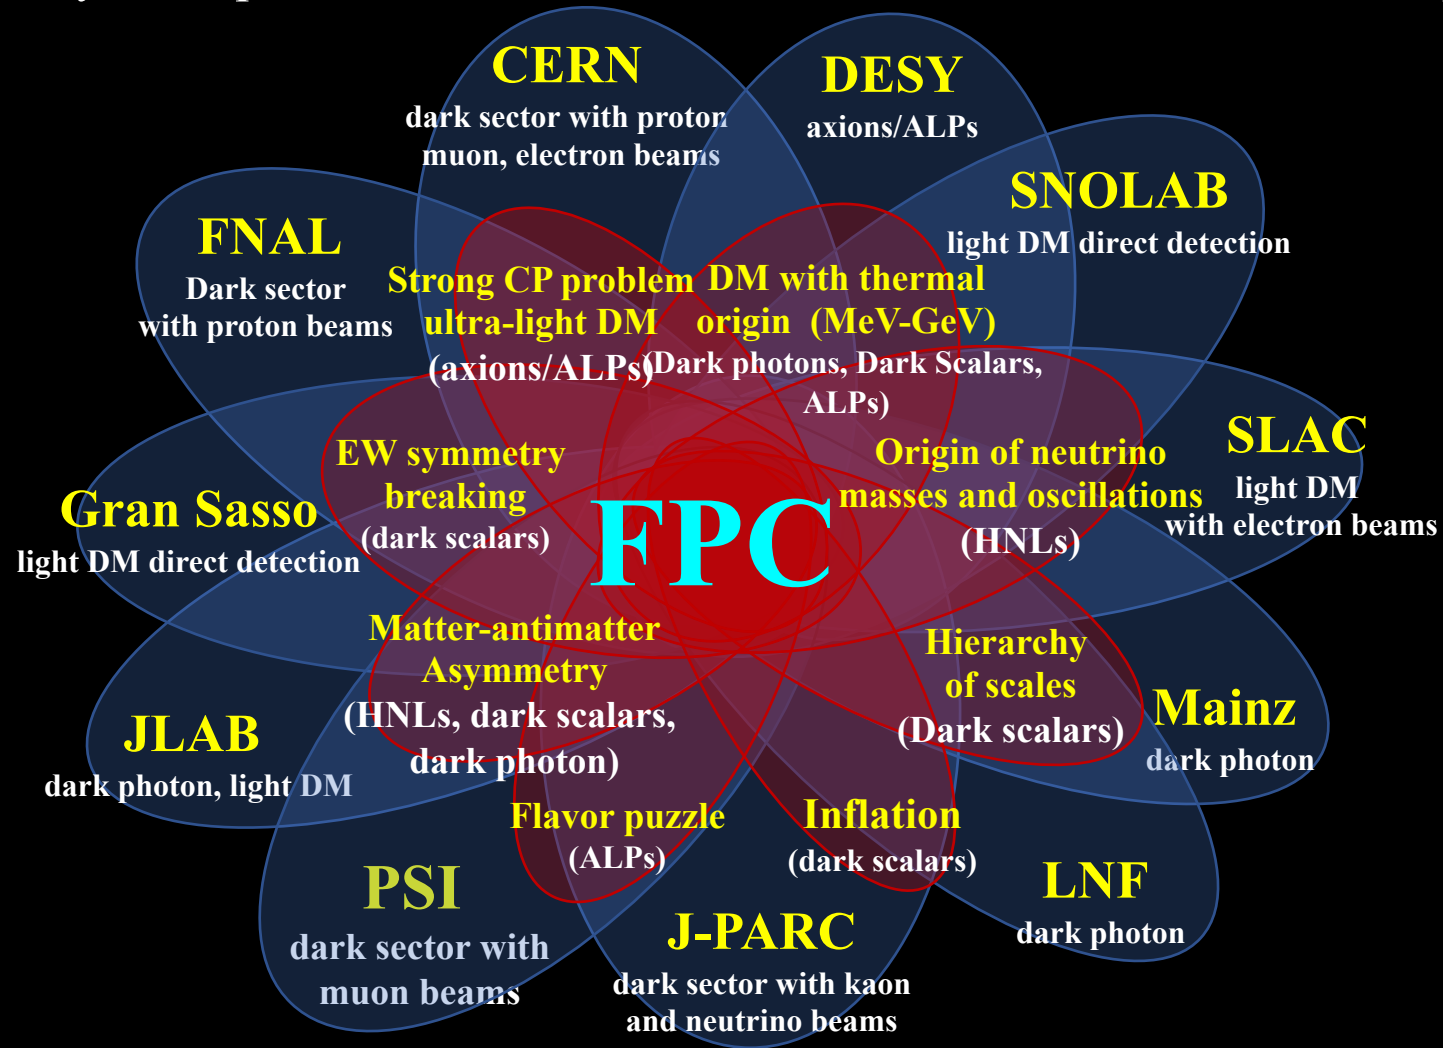 CERN
dark sector with proton
muon, electron beams
DESY
axions/ALPs
SNOLAB
light DM direct detection
FNAL
Dark sector
with proton beams
Strong CP problem
ultra-light DM
(axions/ALPs)
DM with thermal
origin (MeV-GeV)
(Dark photons, Dark Scalars,
ALPs)
SLAC
light DM
with electron beams
EW symmetry
breaking
(dark scalars)
Origin of neutrino
masses and oscillations
(HNLs)
Gran Sasso
light DM direct detection
FPC
Matter-antimatter
Asymmetry
(HNLs, dark scalars,
dark photon)
Hierarchy
of scales
(Dark scalars)
JLAB
dark photon, light DM
Mainz
dark photon
Flavor puzzle
(ALPs)
Inflation
(dark scalars)
PSI
dark sector with
muon beams
LNF
dark photon
J-PARC
dark sector with kaon
and neutrino beams